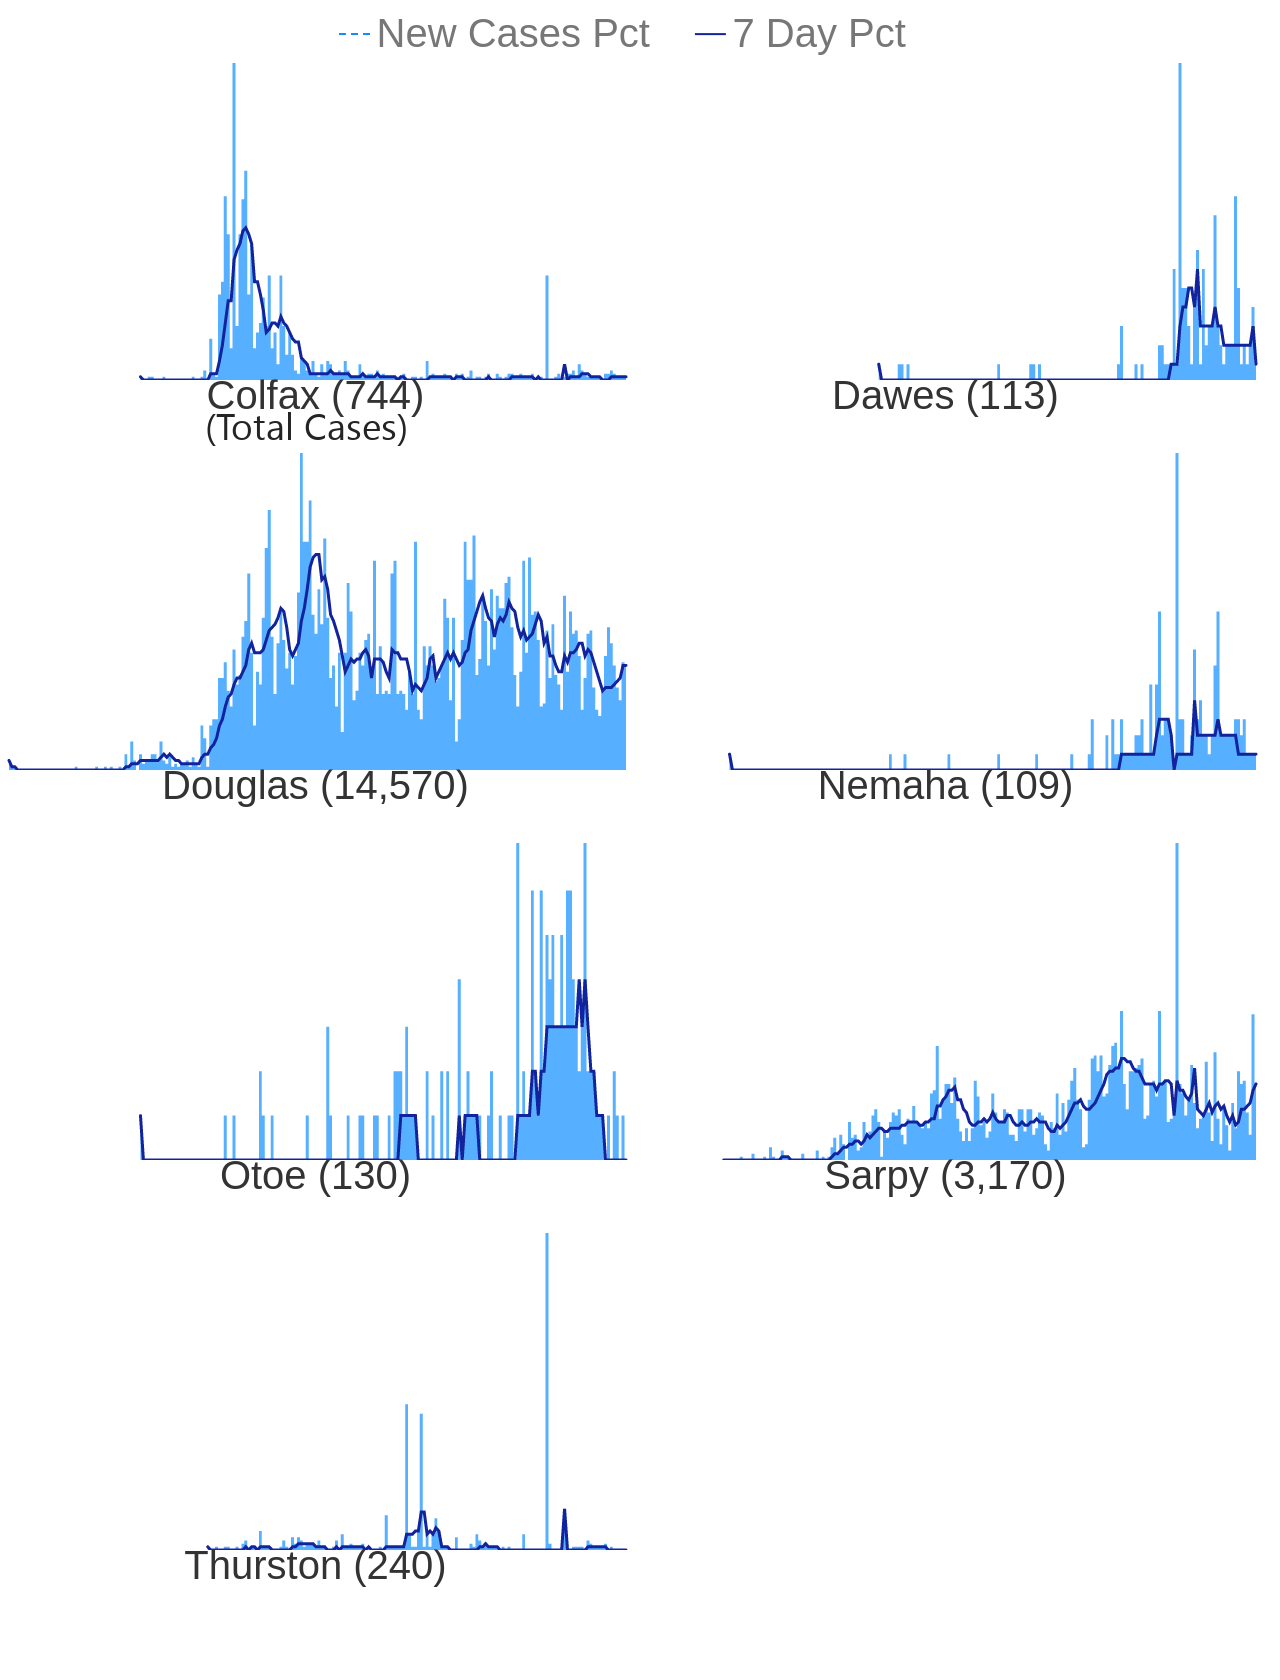 New Cases Pct 7 Day Pct
Colfax (744) Dawes (113)
(Total Cases)
Douglas (14,570) Nemaha (109)
Otoe (130) Sarpy (3,170)
Thurston (240)